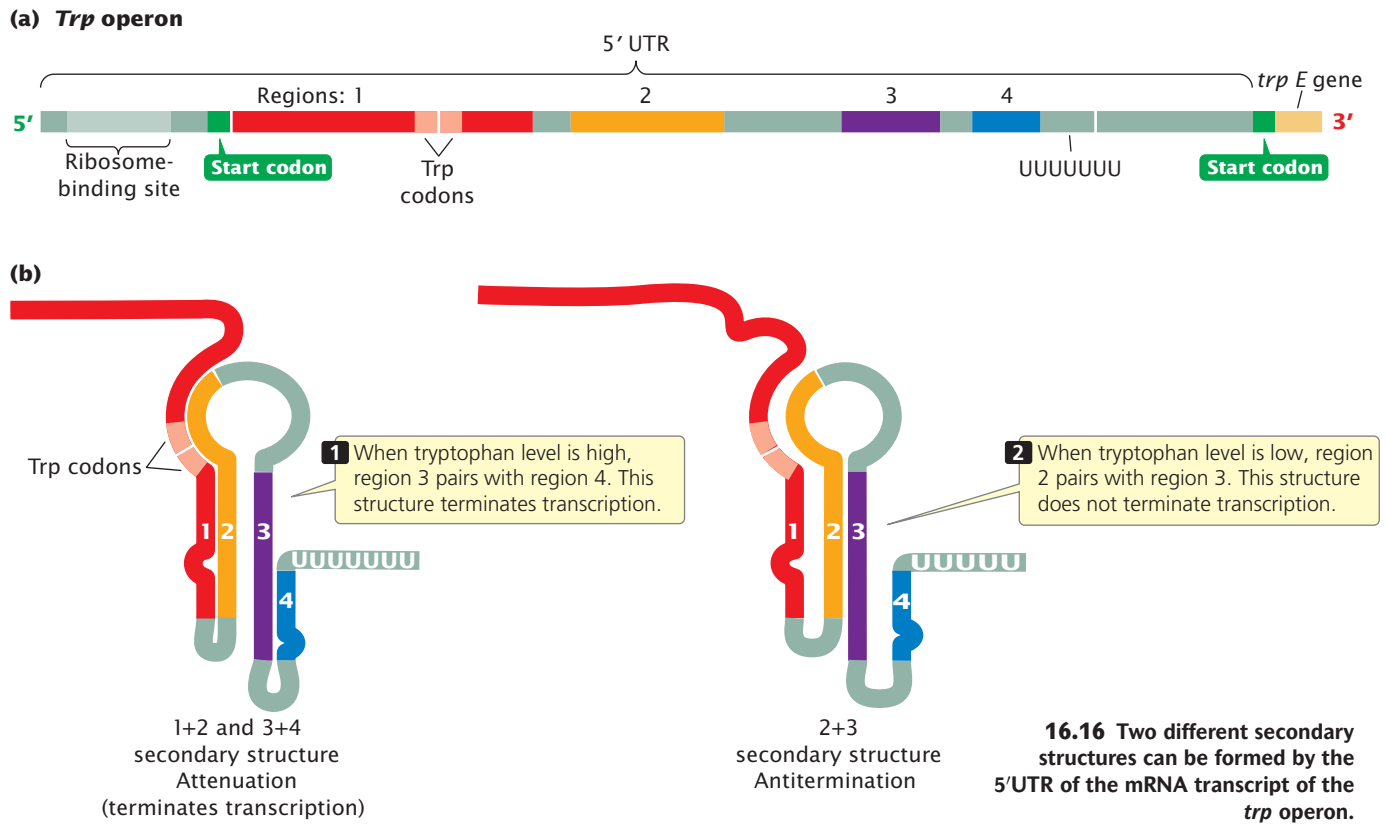 (a) Trp operon
5′ UTR
Regions: 1
2
3
4
trp E gene
5′
3′
Ribosome-
binding site
Start codon
Trp
codons
UUUUUUU
Start codon
(b)
Trp codons
1 When tryptophan level is high,
region 3 pairs with region 4. This
structure terminates transcription.
1
2
3
4
UUUUUUU
1+2 and 3+4
secondary structure
Attenuation
(terminates transcription)
2 When tryptophan level is low, region
2 pairs with region 3. This structure
does not terminate transcription.
1
2
3
4
UUUUU
2+3
secondary structure
Antitermination
16.16 Two different secondary
structures can be formed by the
5′UTR of the mRNA transcript of the
trp operon.